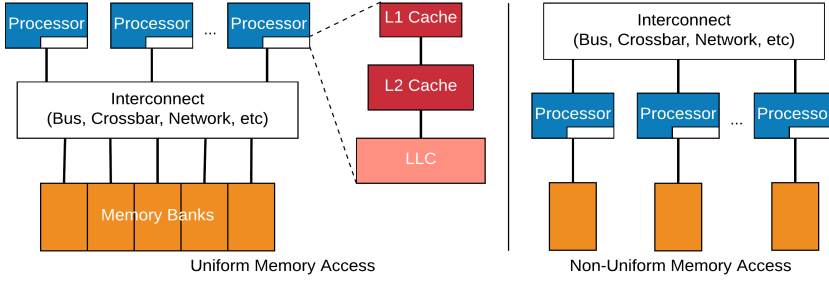 Processor
Processor
...
Processor
L1 Cache
L2 Cache
LLC
Interconnect
(Bus, Crossbar, Network, etc)
Memory Banks
Uniform Memory Access
Interconnect
(Bus, Crossbar, Network, etc)
Processor
Processor
...
Processor
Non-Uniform Memory Access